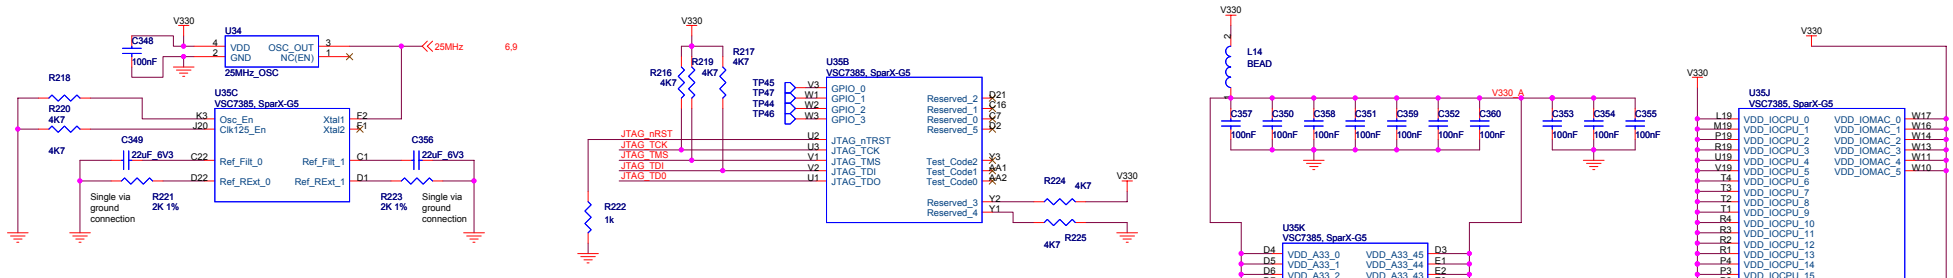 V330
C348
100nF
U34
4 VDD OSC_OUT 3
2 GND NC(EN) 1
25MHz_OSC
25MHz 6,9
R218
R220
4K7
4K7
U35C
VSC7385, SparX-G5
K3 Osc_En Xtal1 F2
J20 Clk125_En Xtal2 E1
C349
22uF_6V3
C22 Ref_Filt_0 Ref_Filt_1 C1
C356
22uF_6V3
D22 Ref_RExt_0 Ref_RExt_1 D1
Single via
ground
connection
R221
2K 1%
R223
2K 1%
Single via
ground
connection
V330
R216
4K7
R219
4K7
R217
4K7
U35B
VSC7385, SparX-G5
TP45 V3 GPIO_0
TP47 W1 GPIO_1
TP44 W2 GPIO_2
TP46 W3 GPIO_3
Reserved_2 D21
Reserved_1 C16
Reserved_0 C7
Reserved_5 D2
JTAG_nRST U2 JTAG_nTRST
JTAG_TCK U3 JTAG_TCK
JTAG_TMS V1 JTAG_TMS
JTAG_TDI V2 JTAG_TDI
JTAG_TD0 U1 JTAG_TDO
Test_Code2 Y3
Test_Code1 AA1
Test_Code0 AA2
Reserved_3 Y2
Reserved_4 Y1
R222
1k
R224
4K7
V330
R225
4K7
V330
2
L14
BEAD
1
V330_A
C357
100nF
C350
100nF
C358
100nF
C351
100nF
C359
100nF
C352
100nF
C360
100nF
C353
100nF
C354
100nF
C355
100nF
U35K
VSC7385, SparX-G5
D4 VDD_A33_0 VDD_A33_45 D3
D5 VDD_A33_1 VDD_A33_44 E1
D6 VDD_A33_2 VDD_A33_43 E2
V330
V330
U35J
VSC7385, SparX-G5
L19 VDD_IOCPU_0 VDD_IOMAC_0 W17
M19 VDD_IOCPU_1 VDD_IOMAC_1 W16
P19 VDD_IOCPU_2 VDD_IOMAC_2 W14
R19 VDD_IOCPU_3 VDD_IOMAC_3 W13
U19 VDD_IOCPU_4 VDD_IOMAC_4 W11
V19 VDD_IOCPU_5 VDD_IOMAC_5 W10
T4 VDD_IOCPU_6
T3 VDD_IOCPU_7
T2 VDD_IOCPU_8
T1 VDD_IOCPU_9
R4 VDD_IOCPU_10
R3 VDD_IOCPU_11
R2 VDD_IOCPU_12
R1 VDD_IOCPU_13
P4 VDD_IOCPU_14
P3 VDD_IOCPU_15